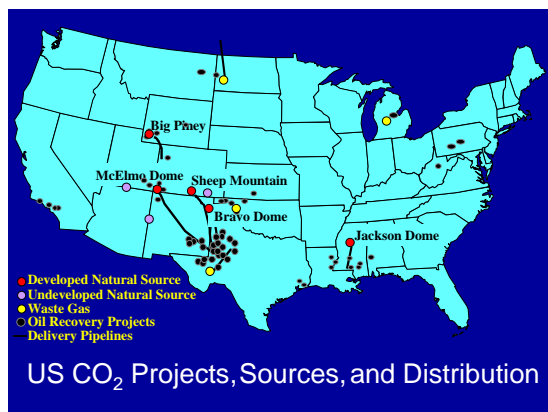 Big Piney
McElmo Dome
Sheep Mountain
Bravo Dome
Jackson Dome
Developed Natural Source
Undeveloped Natural Source
Waste Gas
Oil Recovery Projects
Delivery Pipelines
US CO₂ Projects, Sources, and Distribution